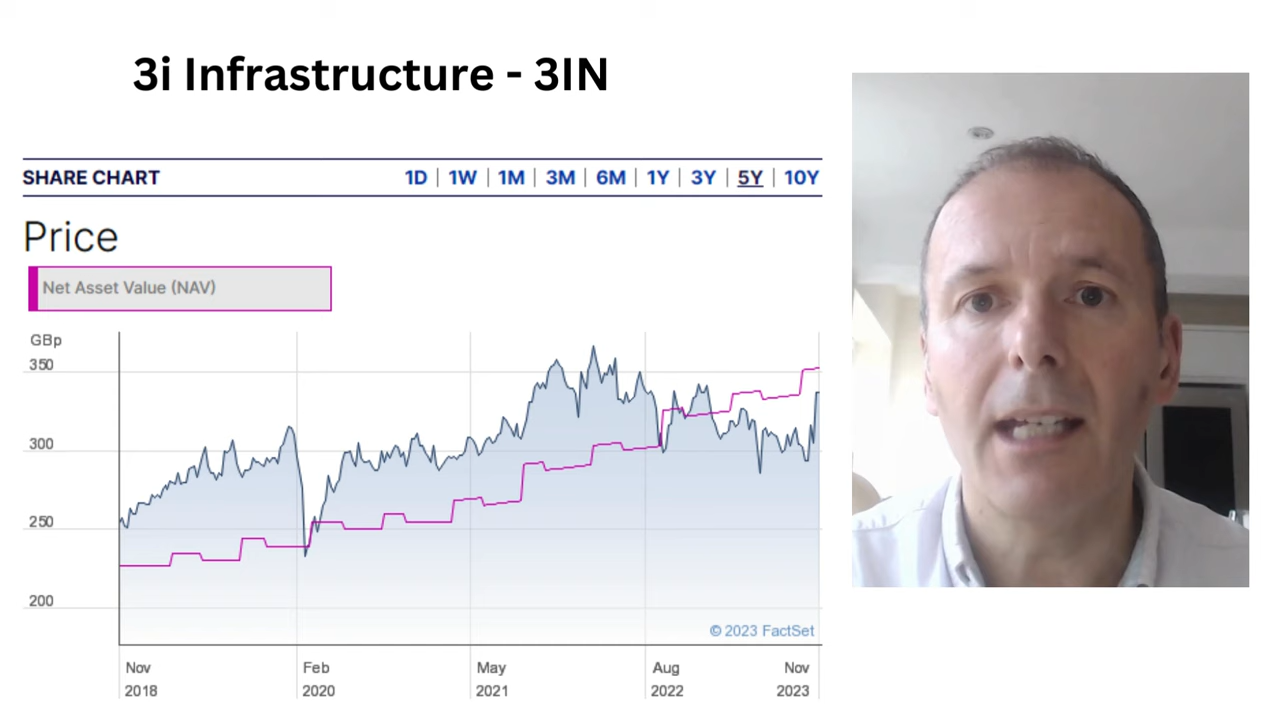 3i Infrastructure - 3IN
SHARE CHART
1D | 1W | 1M | 3M | 6M | 1Y | 3Y | 5Y | 10Y
Price
Net Asset Value (NAV)
GBp
350
300
250
200
© 2023 FactSet
Nov 2018
Feb 2020
May 2021
Aug 2022
Nov 2023